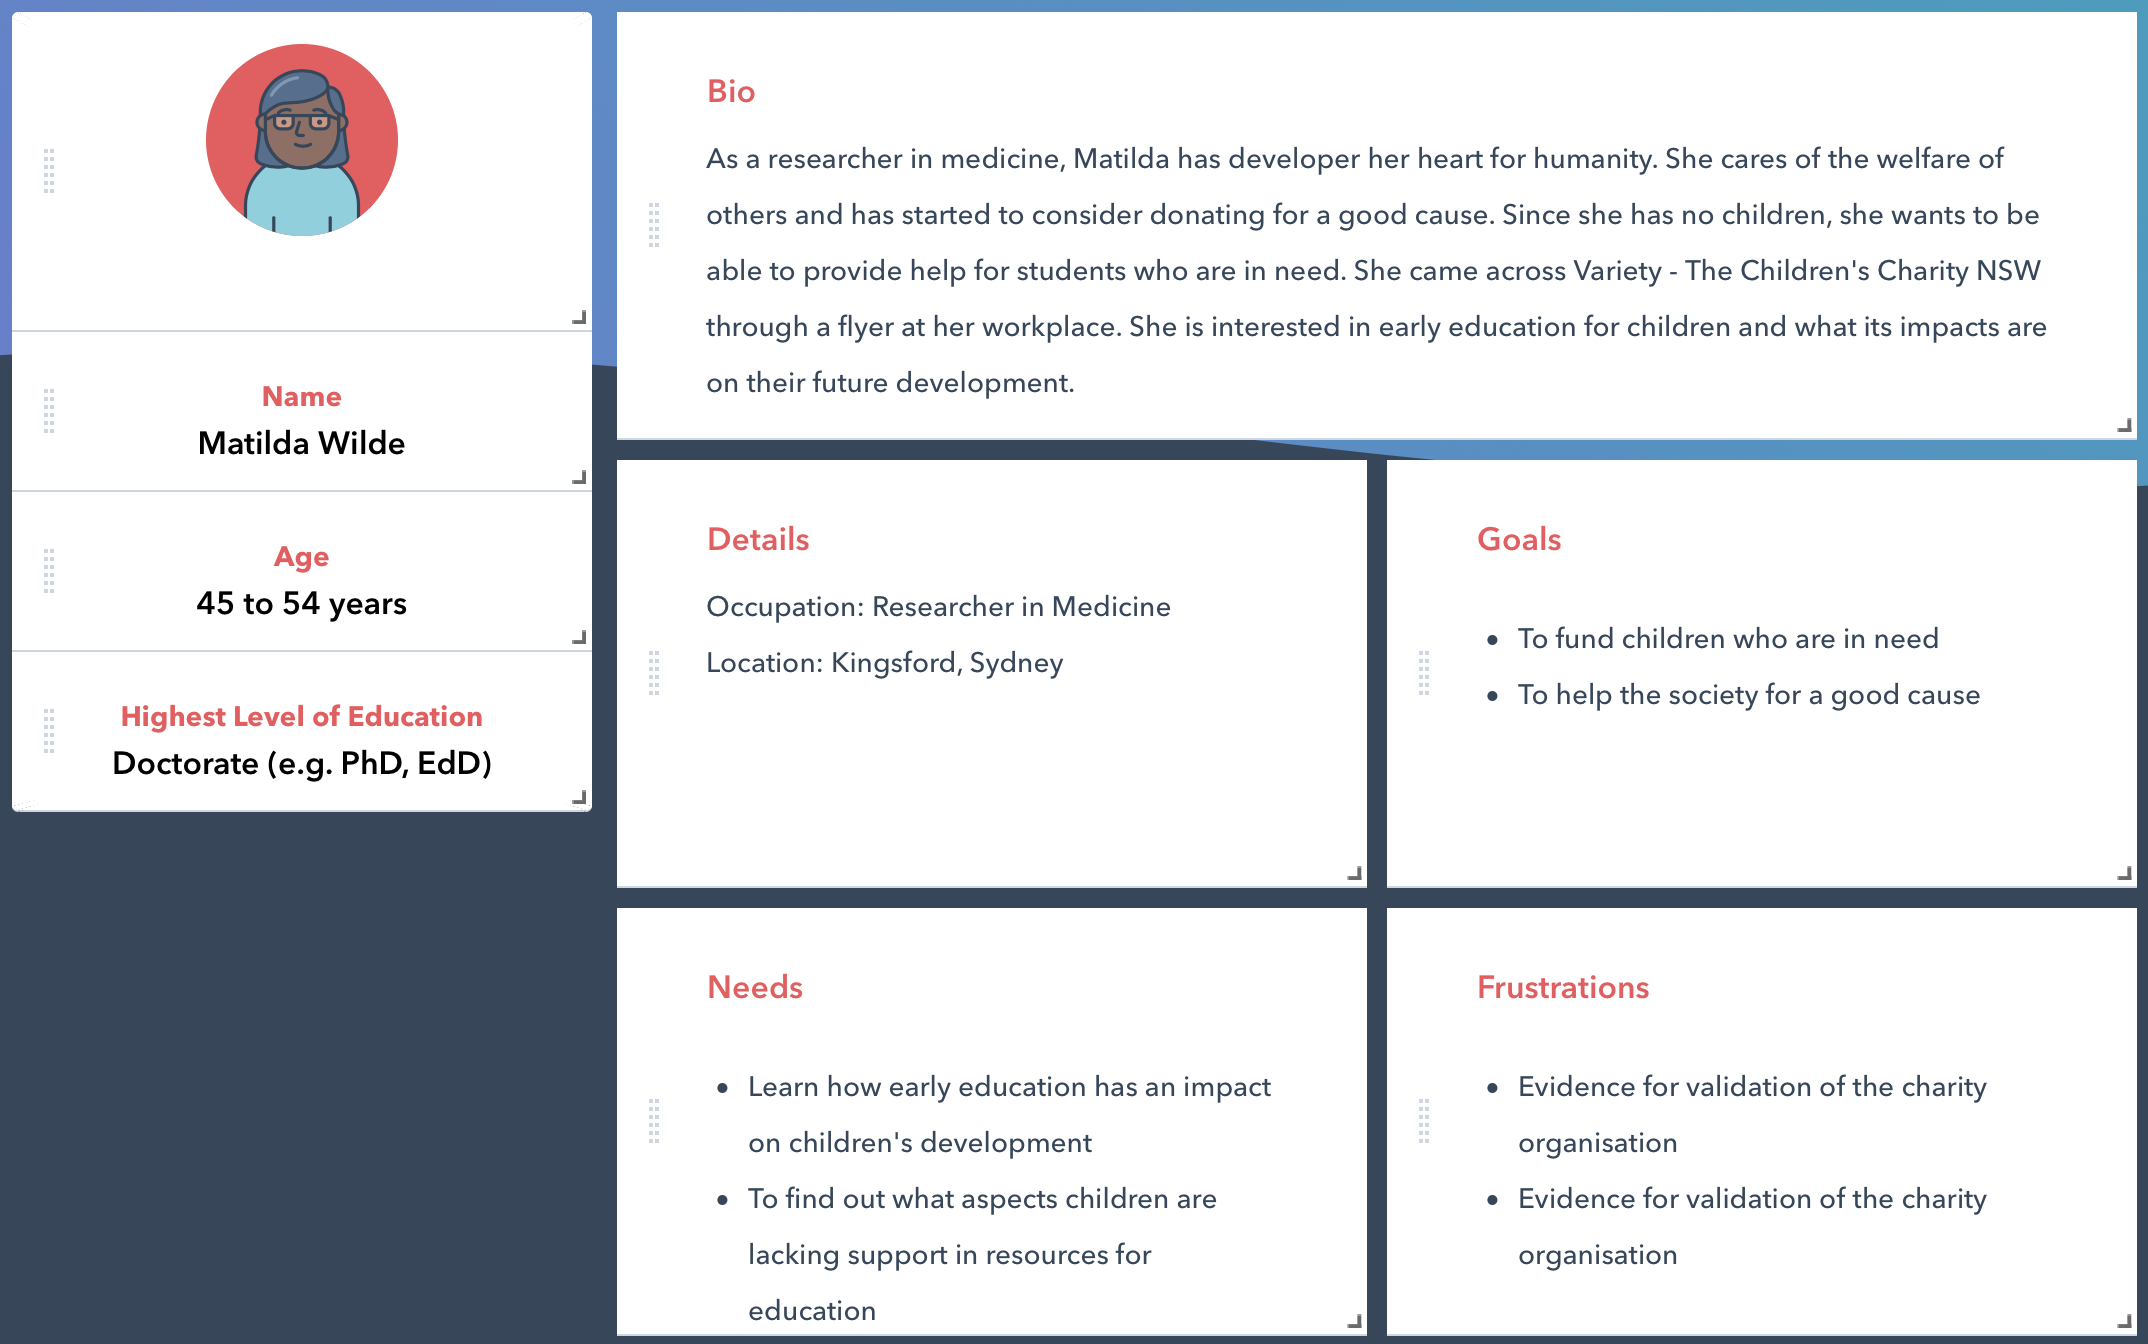 Name
Matilda Wilde
Age
45 to 54 years
Highest Level of Education
Doctorate (e.g. PhD, EdD)
Bio
As a researcher in medicine, Matilda has developer her heart for humanity. She cares of the welfare of
others and has started to consider donating for a good cause. Since she has no children, she wants to be
able to provide help for students who are in need. She came across Variety - The Children's Charity NSW
through a flyer at her workplace. She is interested in early education for children and what its impacts are
on their future development.
Details
Occupation: Researcher in Medicine
Location: Kingsford, Sydney
Goals
• To fund children who are in need
• To help the society for a good cause
Needs
• Learn how early education has an impact
on children's development
• To find out what aspects children are
lacking support in resources for
education
Frustrations
• Evidence for validation of the charity
organisation
• Evidence for validation of the charity
organisation